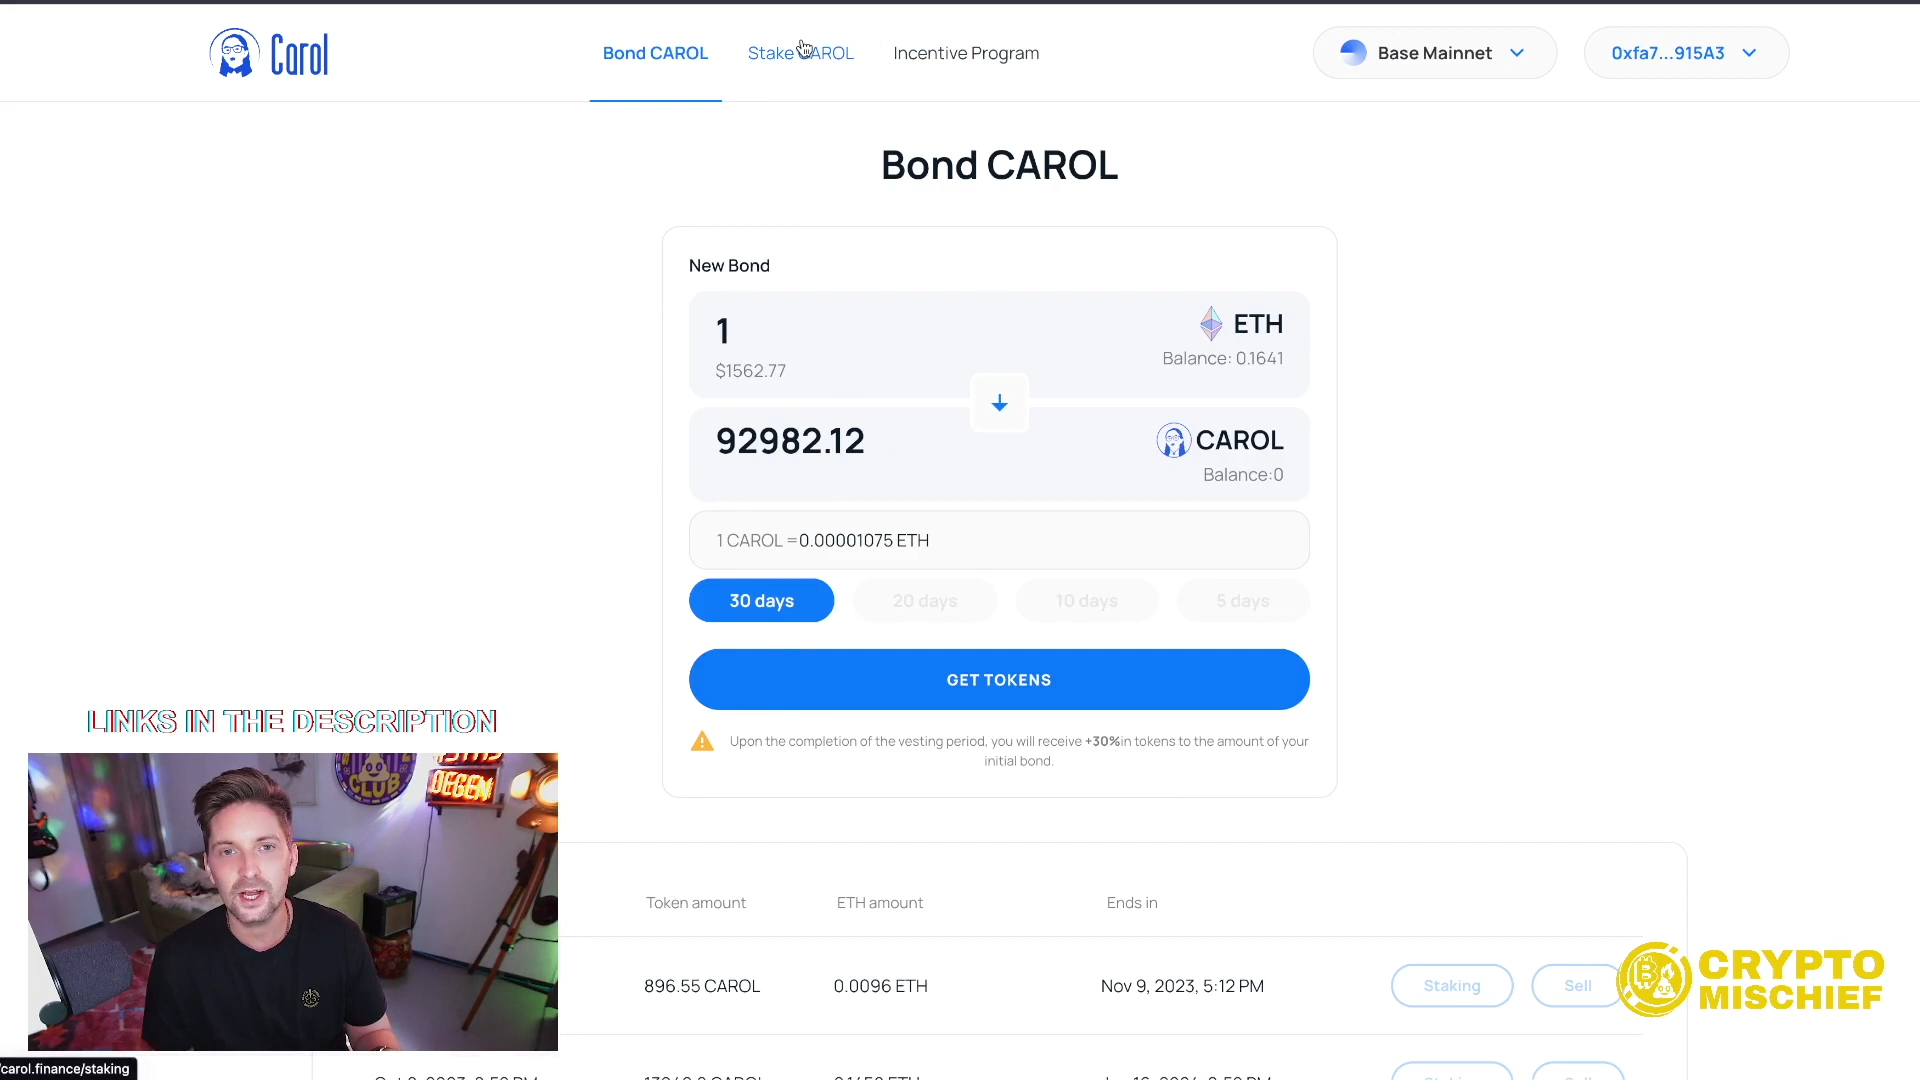 Carol
Bond CAROL
Stake CAROL
Incentive Program
Base Mainnet
0xfa7...915A3
Bond CAROL
New Bond
1
ETH
$1562.77
Balance: 0.1641
92982.12
CAROL
Balance:0
1 CAROL =0.00001075 ETH
30 days
20 days
10 days
5 days
GET TOKENS
Upon the completion of the vesting period, you will receive +30%in tokens to the amount of your
initial bond.
LINKS IN THE DESCRIPTION
CLUB
DEGEN
Token amount
ETH amount
Ends in
896.55 CAROL
0.0096 ETH
Nov 9, 2023, 5:12 PM
Staking
Sell
CRYPTO
MISCHIEF
carol.finance/staking